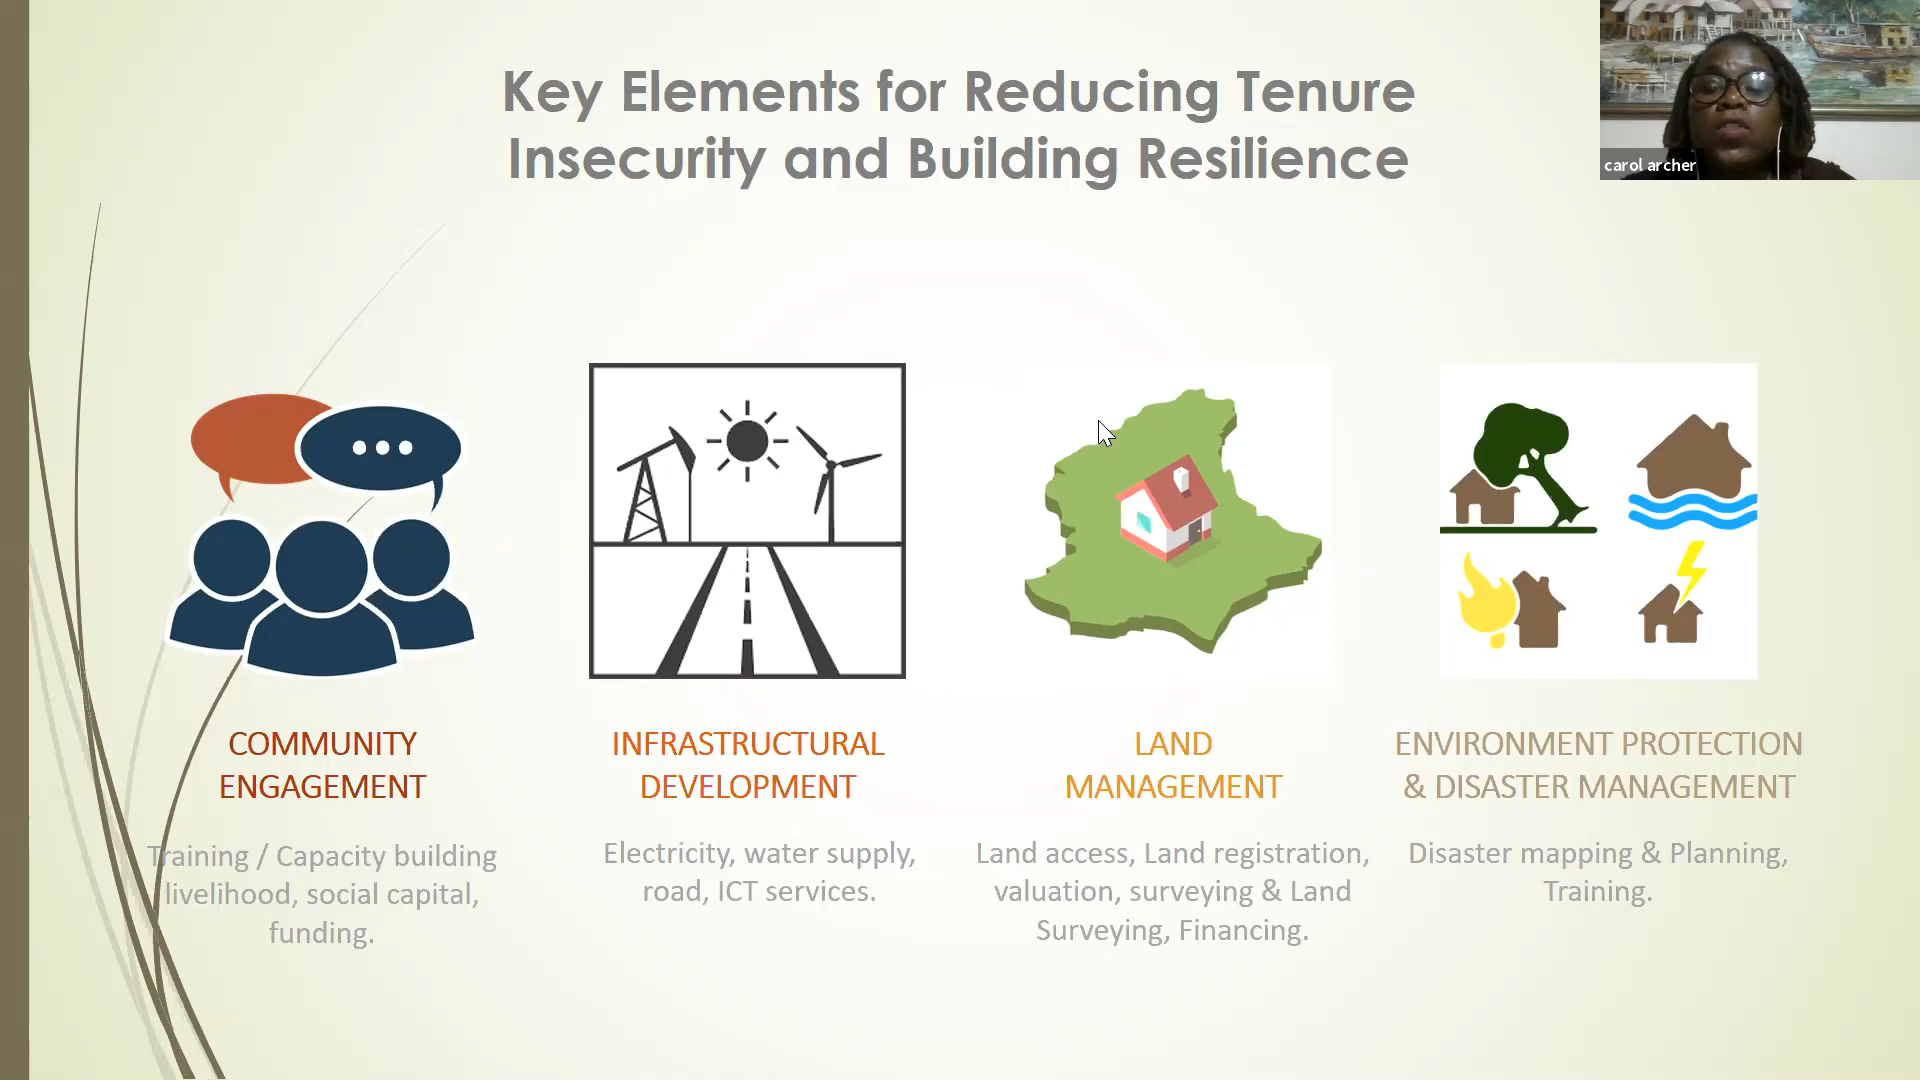 Key Elements for Reducing Tenure
Insecurity and Building Resilience
carol archer
COMMUNITY
ENGAGEMENT
Training / Capacity building
livelihood, social capital,
funding.
INFRASTRUCTURAL
DEVELOPMENT
Electricity, water supply,
road, ICT services.
LAND
MANAGEMENT
Land access, Land registration,
valuation, surveying & Land
Surveying, Financing.
ENVIRONMENT PROTECTION
& DISASTER MANAGEMENT
Disaster mapping & Planning,
Training.